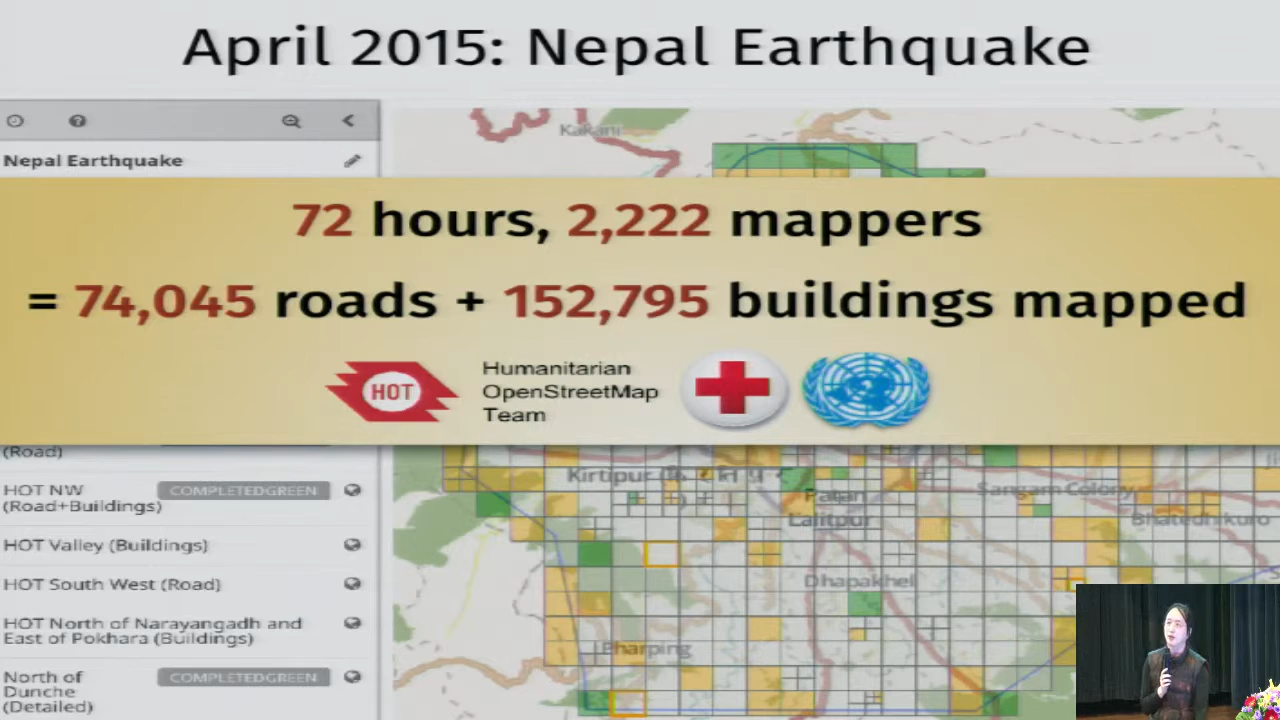 April 2015: Nepal Earthquake
Kakani
Nepal Earthquake
72 hours, 2,222 mappers
= 74,045 roads + 152,795 buildings mapped
HOT
Humanitarian
OpenStreetMap
Team
(Road)
HOT NW
(Road+Buildings)
COMPLETEDGREEN
HOT Valley (Buildings)
HOT South West (Road)
HOT North of Narayangadh and
East of Pokhara (Buildings)
North of
Dunche
(Detailed)
COMPLETEDGREEN
Kirtipur
Patan
Lalitpur
Sangam Colony
Dhapakhel